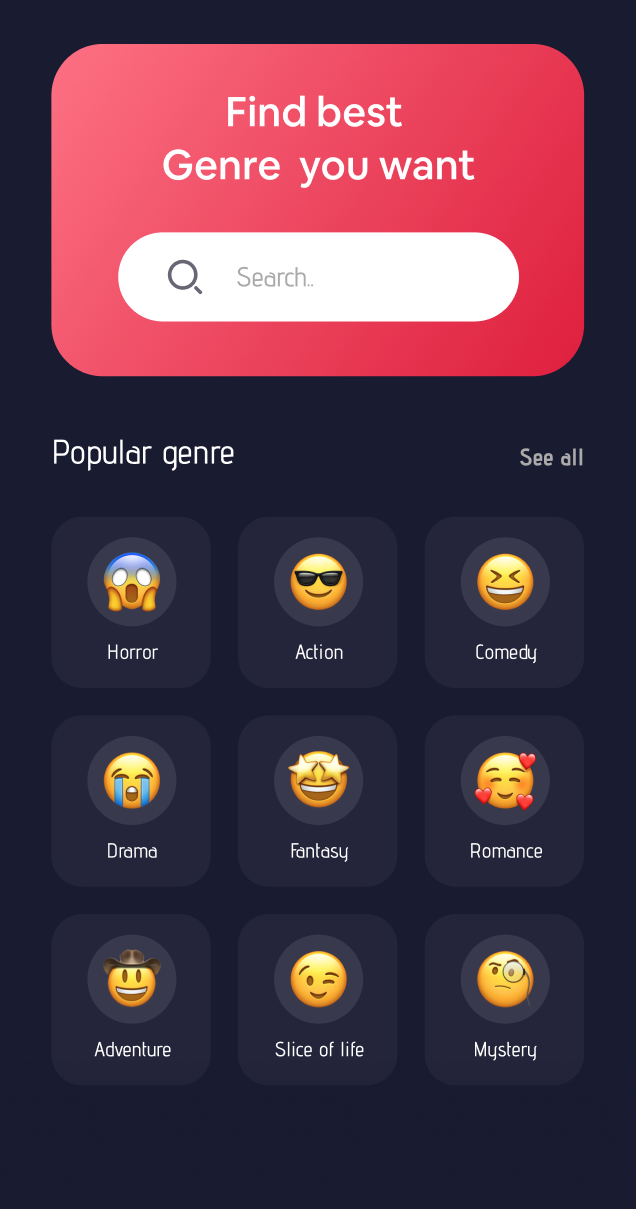 Find best
Genre you want
Search..
Popular genre
See all
Horror
Action
Comedy
Drama
Fantasy
Romance
Adventure
Slice of life
Mystery